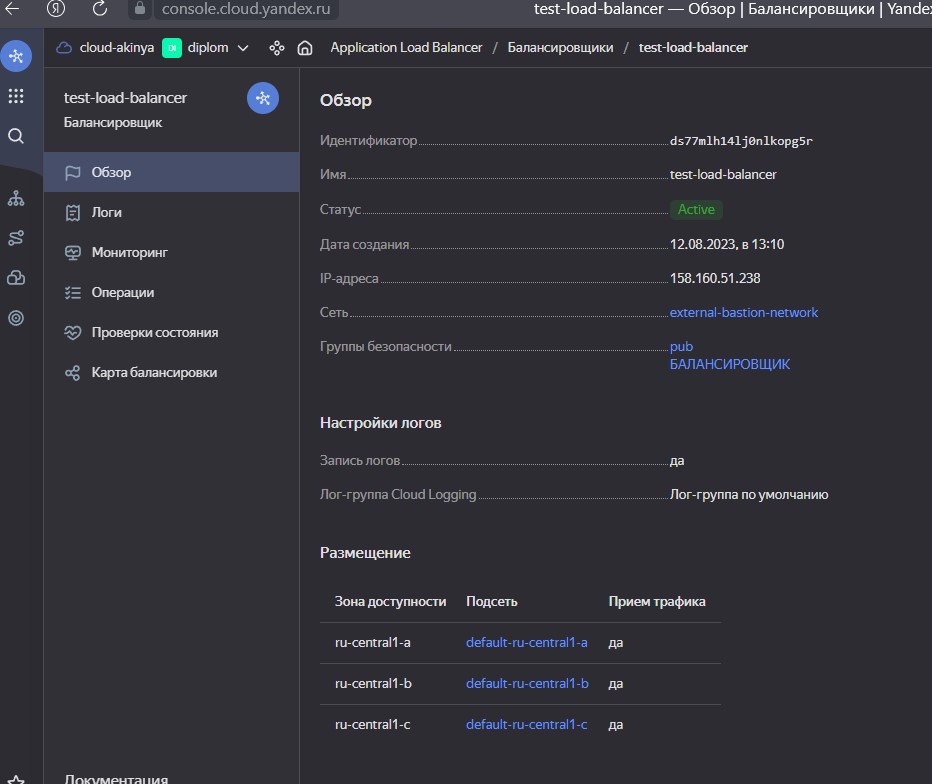 console.cloud.yandex.ru
test-load-balancer — Обзор | Балансировщики | Yande
cloud-akinya DI diplom Application Load Balancer / Балансировщики / test-load-balancer
test-load-balancer
Балансировщик
Обзор
Логи
Мониторинг
Операции
Проверки состояния
Карта балансировки
Документация
Обзор
Идентификатор ds77mlh14lj0nlkopg5r
Имя test-load-balancer
Статус Active
Дата создания 12.08.2023, в 13:10
IP-адреса 158.160.51.238
Сеть external-bastion-network
Группы безопасности pub
БАЛАНСИРОВЩИК
Настройки логов
Запись логов да
Лог-группа Cloud Logging Лог-группа по умолчанию
Размещение
Зона доступности Подсеть Прием трафика
ru-central1-a default-ru-central1-a да
ru-central1-b default-ru-central1-b да
ru-central1-c default-ru-central1-c да